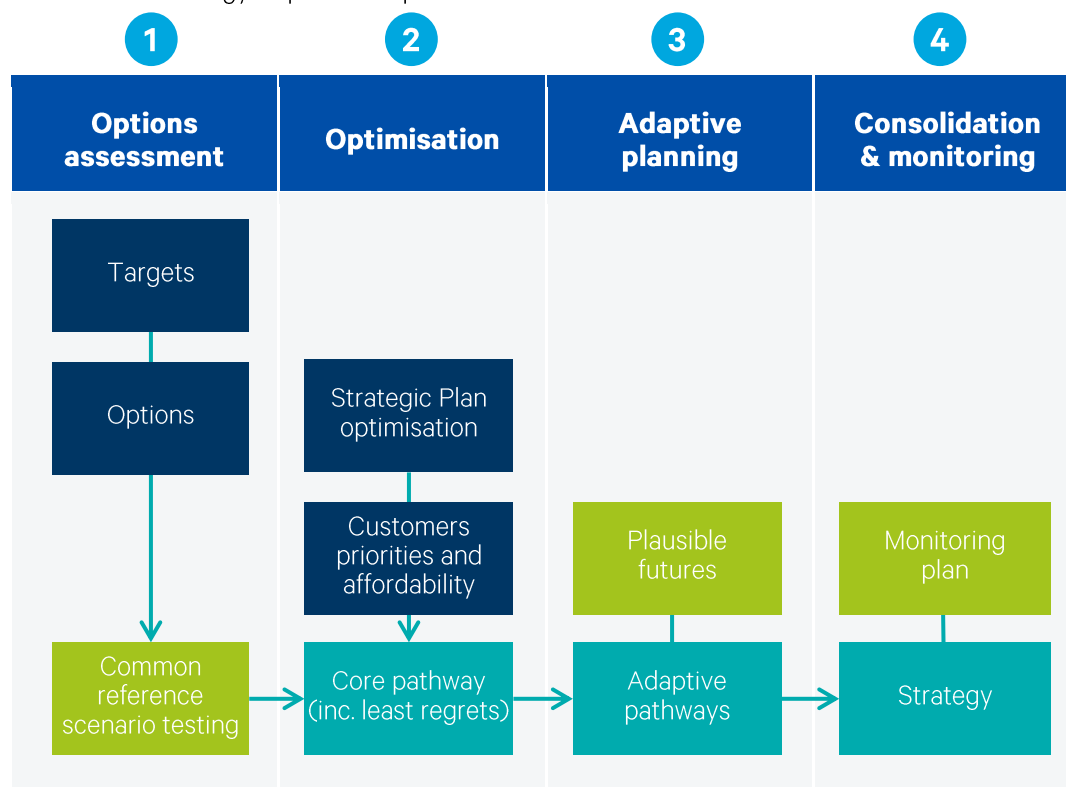 1
2
3
4
Options
assessment
Optimisation
Adaptive
planning
Consolidation
& monitoring
Targets
Options
Strategic Plan
optimisation
Customers
priorities and
affordability
Plausible
futures
Monitoring
plan
Common
reference
scenario testing
Core pathway
(inc. least regrets)
Adaptive
pathways
Strategy